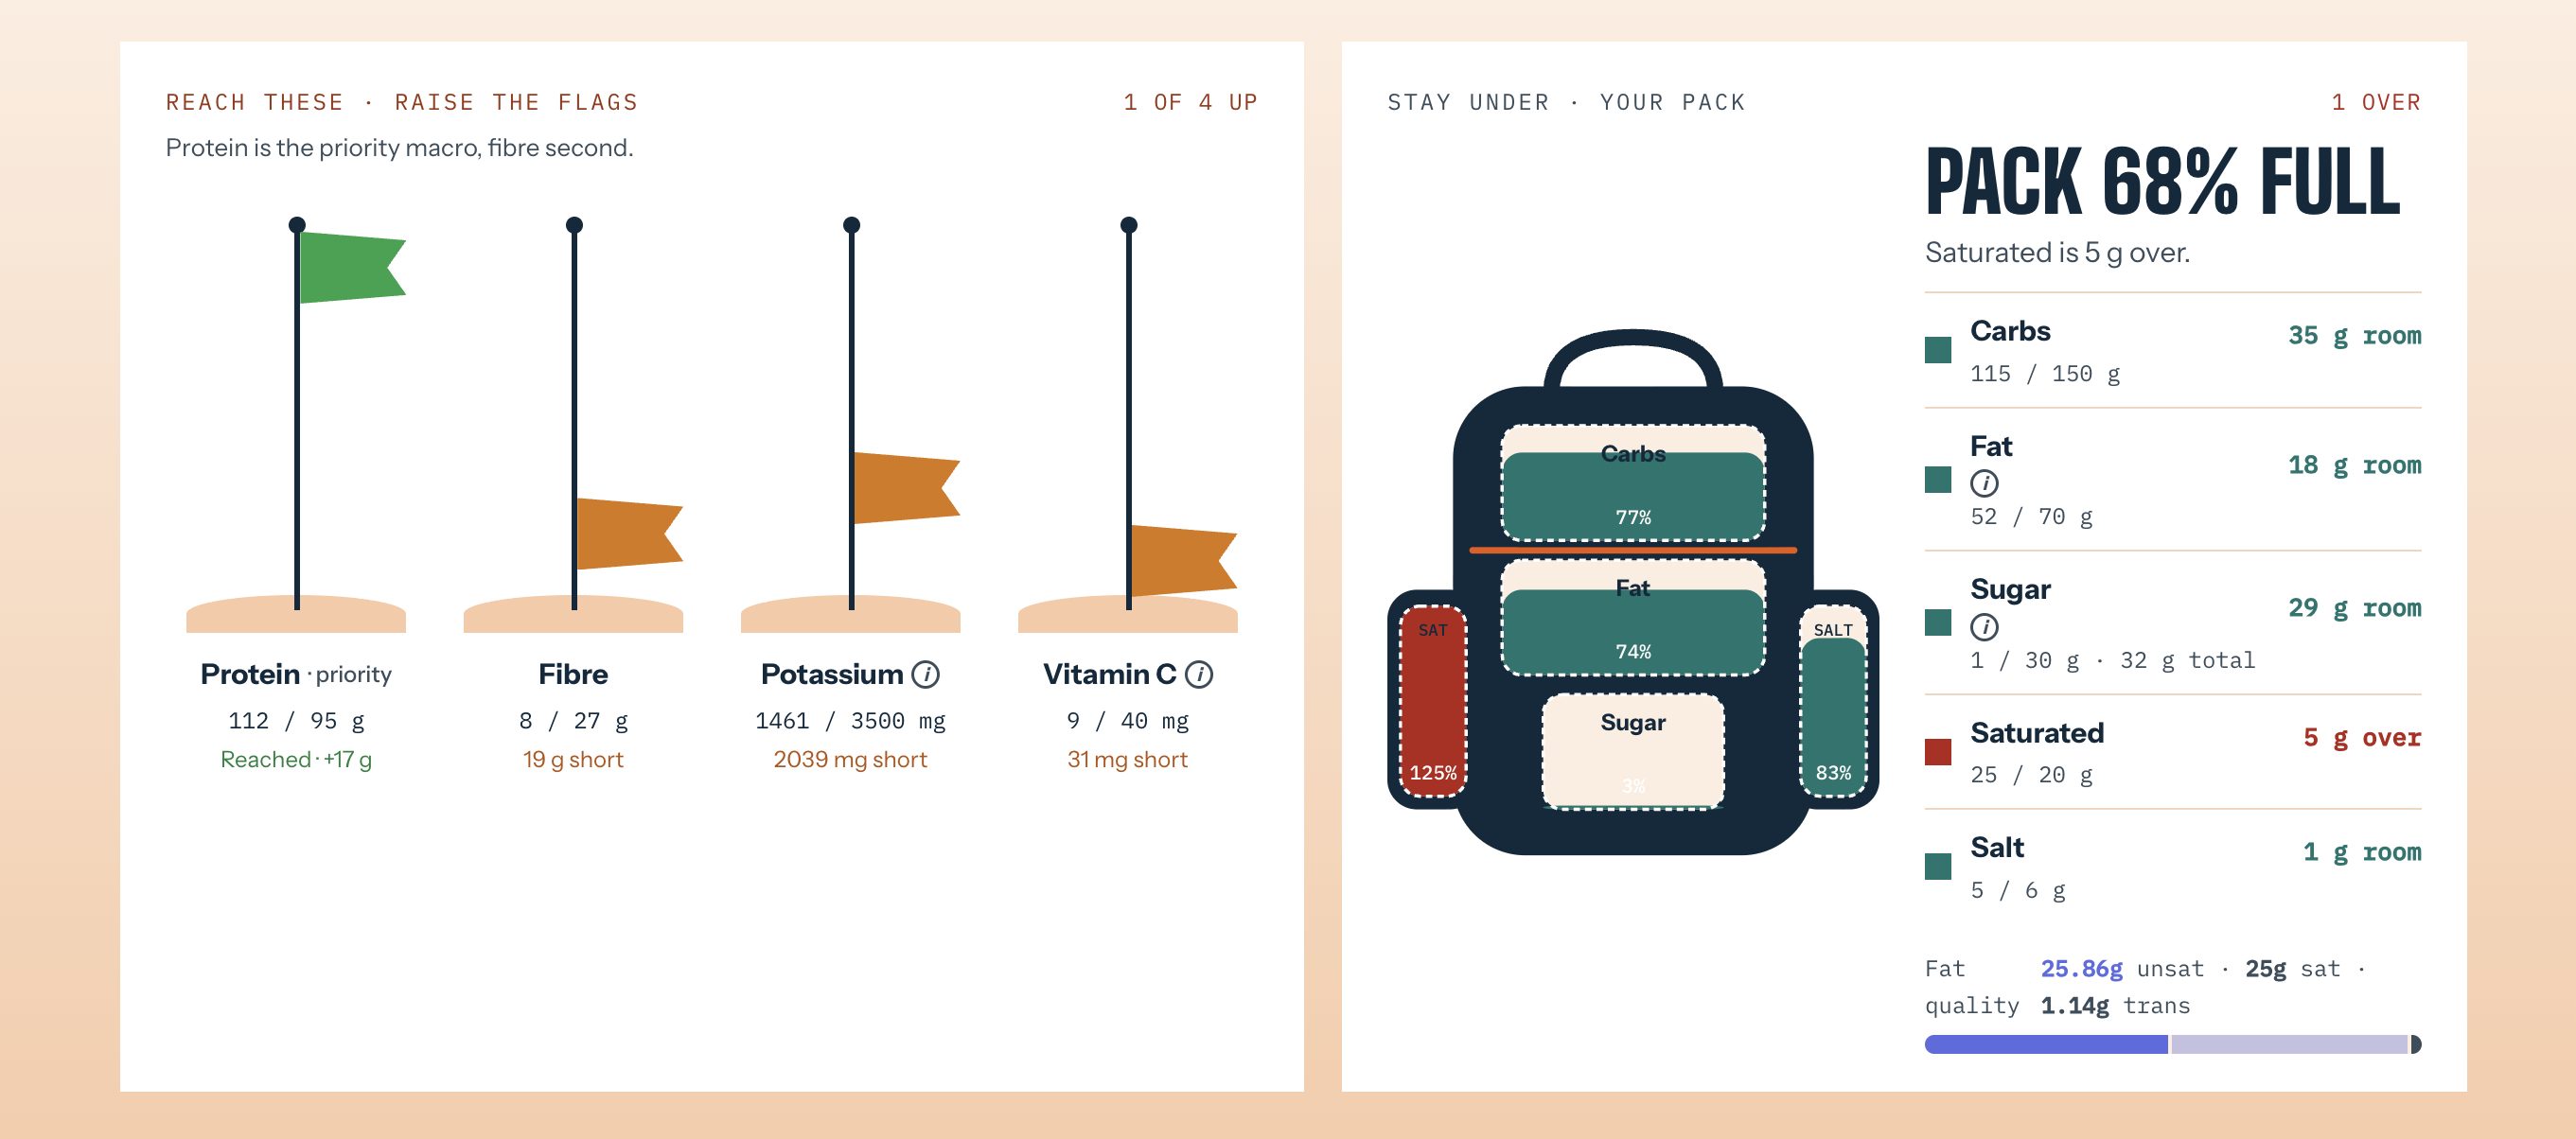 REACH THESE · RAISE THE FLAGS
1 OF 4 UP
Protein is the priority macro, fibre second.
Protein · priority
112 / 95 g
Reached · +17 g
Fibre
8 / 27 g
19 g short
Potassium i
1461 / 3500 mg
2039 mg short
Vitamin C i
9 / 40 mg
31 mg short
STAY UNDER · YOUR PACK
1 OVER
Carbs
77%
Fat
74%
SAT
125%
SALT
83%
Sugar
3%
PACK 68% FULL
Saturated is 5 g over.
Carbs
35 g room
115 / 150 g
Fat
18 g room
i
52 / 70 g
Sugar
29 g room
i
1 / 30 g · 32 g total
Saturated
5 g over
25 / 20 g
Salt
1 g room
5 / 6 g
Fat quality
25.86g unsat · 25g sat ·
1.14g trans